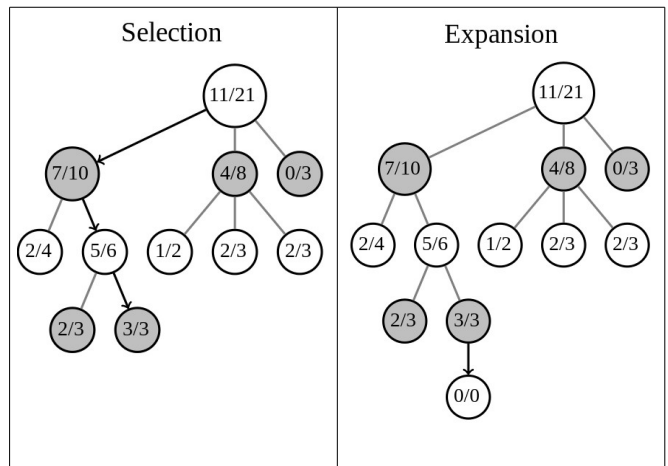 Selection
11/21
7/10 4/8 0/3
2/4 5/6 1/2 2/3 2/3
2/3 3/3
Expansion
11/21
7/10 4/8 0/3
2/4 5/6 1/2 2/3 2/3
2/3 3/3
0/0